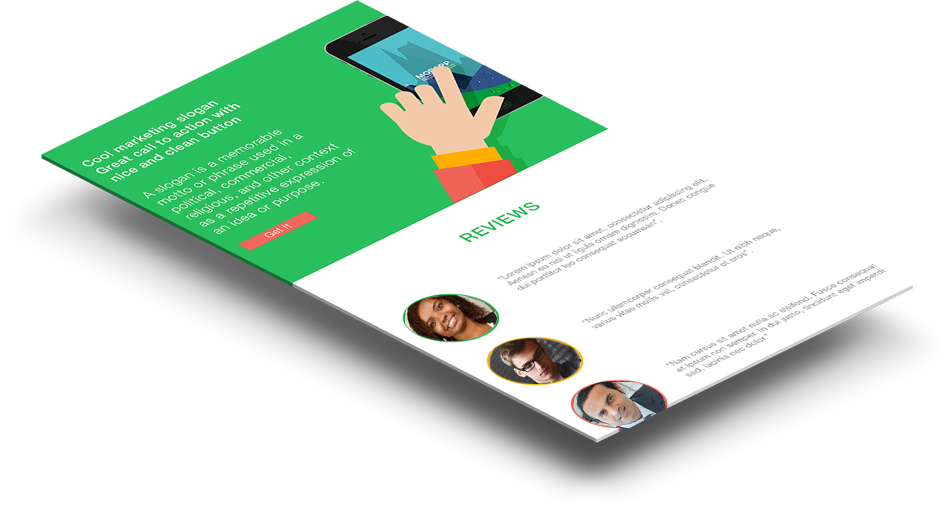 Cool marketing slogan
Great call to action with
nice and clean button
A slogan is a memorable
motto or phrase used in a
political, commercial,
religious, and other context
as a repetitive expression of
an idea or purpose.
Get it
REVIEWS
"Lorem ipsum dolor sit amet, consectetur adipiscing elit.
Aenean eu nisi ut ligula ornare dignissim. Donec congue
dui porttitor leo consequat accumsan".
"Nunc ullamcorper consequat blandit. Ut nibh neque,
varius vitae mollis vel, consectetur et eros".
"Nam cursus sit amet nulla ac eleifend. Fusce consequat
et ipsum non semper. In dui justo, tincidunt eget imperdi
sed, lacinia nec dolor."